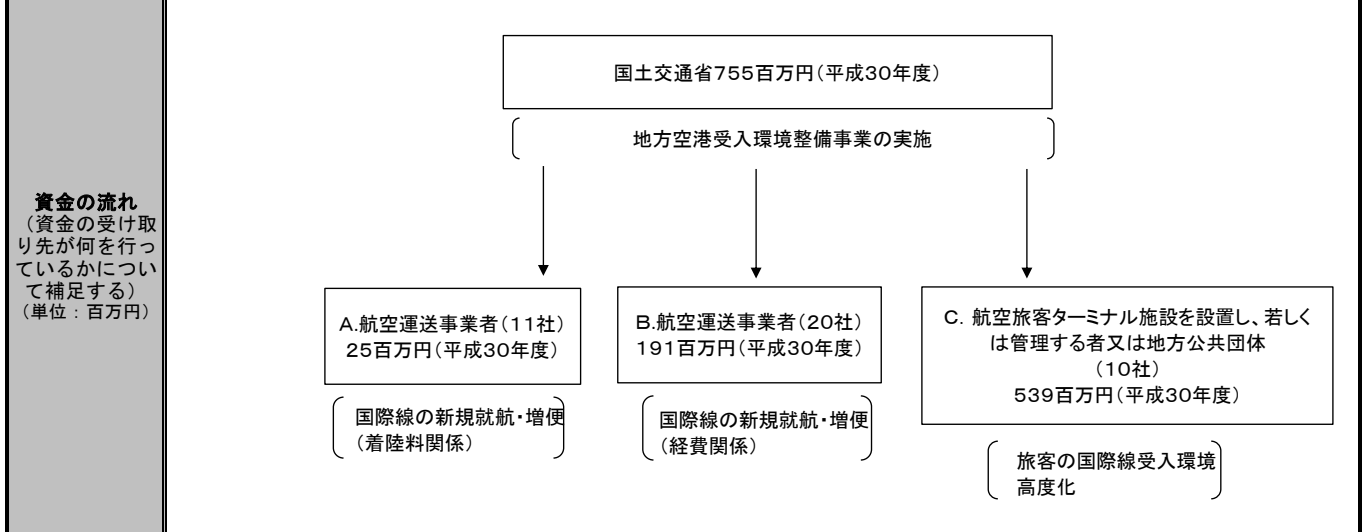 資金の流れ
（資金の受け取
り先が何を行っ
ているかについ
て補足する）
（単位：百万円）
国土交通省755百万円（平成30年度）
地方空港受入環境整備事業の実施
A.航空運送事業者（11社）
25百万円（平成30年度）
国際線の新規就航・増便
（着陸料関係）
B.航空運送事業者（20社）
191百万円（平成30年度）
国際線の新規就航・増便
（経費関係）
C. 航空旅客ターミナル施設を設置し、若しく
は管理する者又は地方公共団体
（10社）
539百万円（平成30年度）
旅客の国際線受入環境
高度化